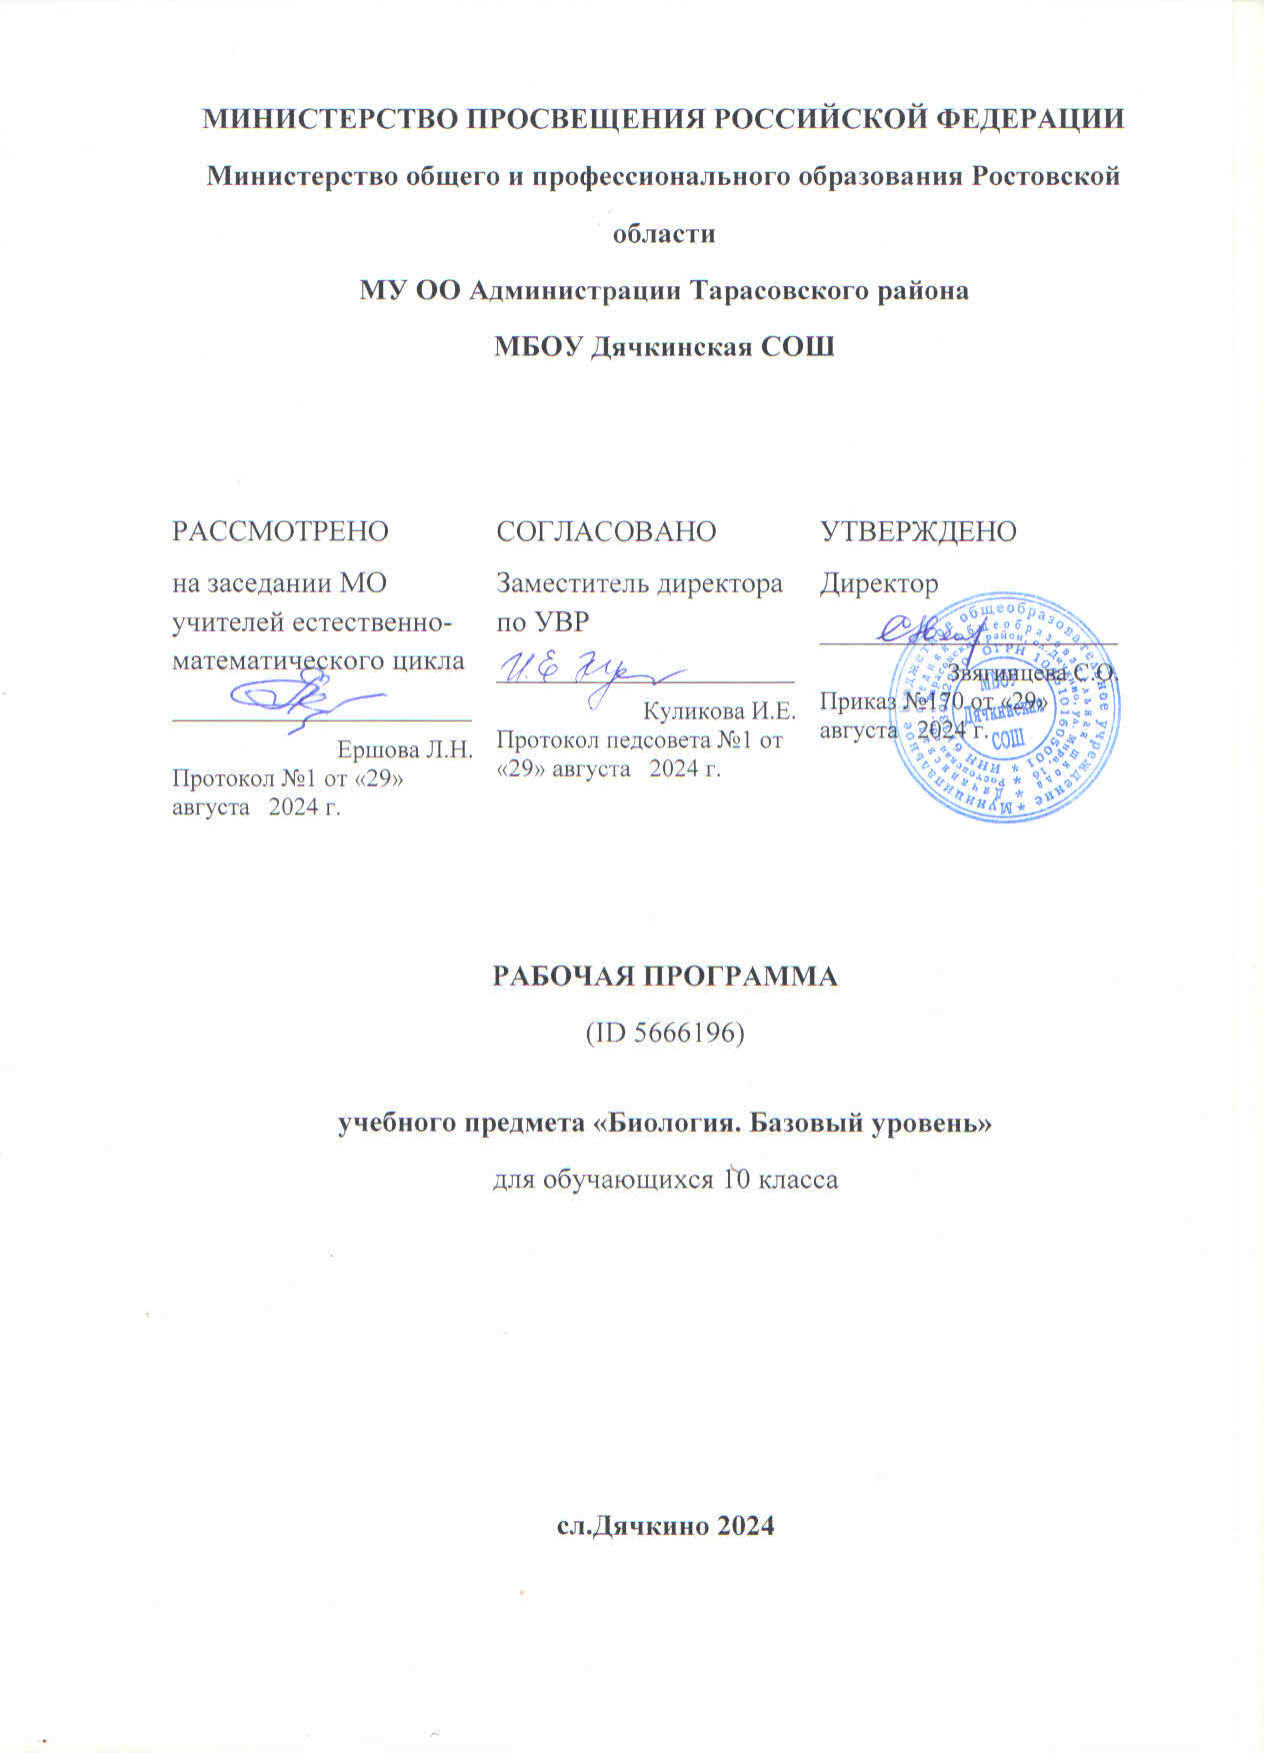 МИНИСТЕРСТВО ПРОСВЕЩЕНИЯ РОССИЙСКОЙ ФЕДЕРАЦИИ
Министерство общего и профессионального образования Ростовской
области
МУ ОО Администрации Тарасовского района
МБОУ Дячкинская СОШ
РАССМОТРЕНО
на заседании МО
учителей естественно-
математического цикла
Ершова Л.Н.
Протокол №1 от «29»
августа 2024 г.
СОГЛАСОВАНО
Заместитель директора
по УВР
Куликова И.Е.
Протокол педсовета №1 от
«29» августа 2024 г.
УТВЕРЖДЕНО
Директор
Звягинцева С.О.
Приказ №170 от «29»
августа 2024 г.
МБОУ
Дячкинская
СОШ
РАБОЧАЯ ПРОГРАММА
(ID 5666196)
учебного предмета «Биология. Базовый уровень»
для обучающихся 10 класса
сл.Дячкино 2024